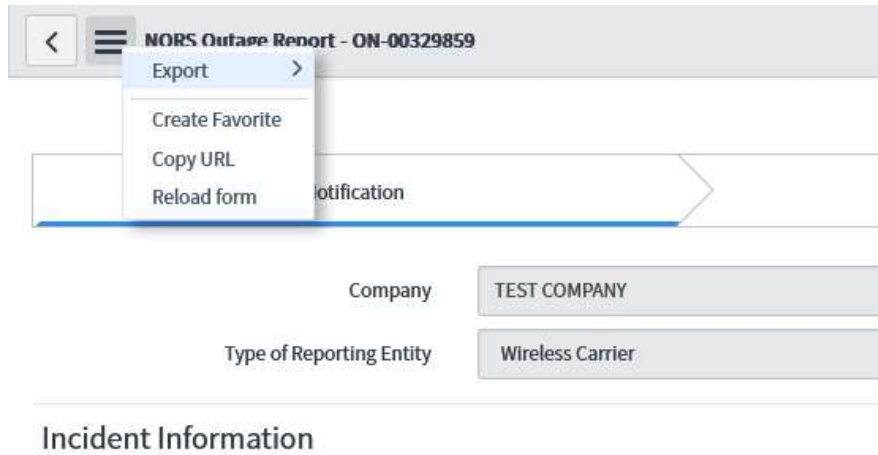 NORS Outage Report - ON-00329859
Export
Create Favorite
Copy URL
Reload form
otification
Company
TEST COMPANY
Type of Reporting Entity
Wireless Carrier
Incident Information